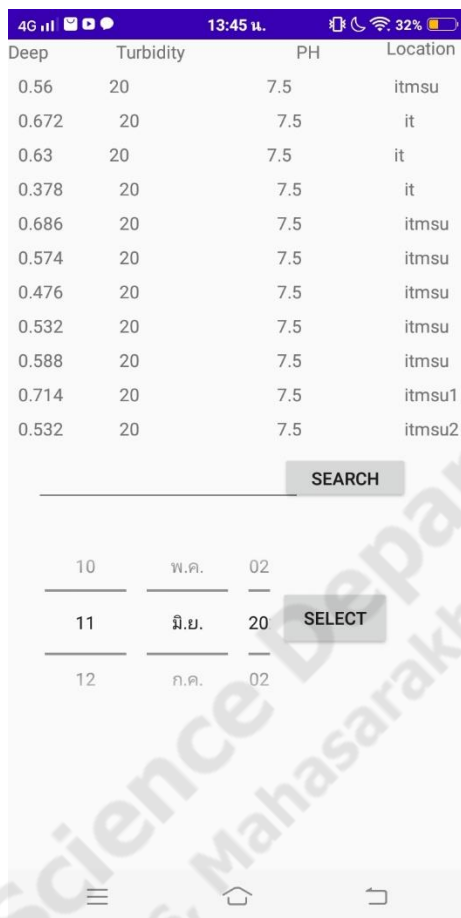 4G 13:45 น. 32%
Deep Turbidity PH Location
0.56 20 7.5 itmsu
0.672 20 7.5 it
0.63 20 7.5 it
0.378 20 7.5 it
0.686 20 7.5 itmsu
0.574 20 7.5 itmsu
0.476 20 7.5 itmsu
0.532 20 7.5 itmsu
0.588 20 7.5 itmsu
0.714 20 7.5 itmsu1
0.532 20 7.5 itmsu2
SEARCH
10 พ.ค. 02
11 มิ.ย. 20 SELECT
12 ก.ค. 02